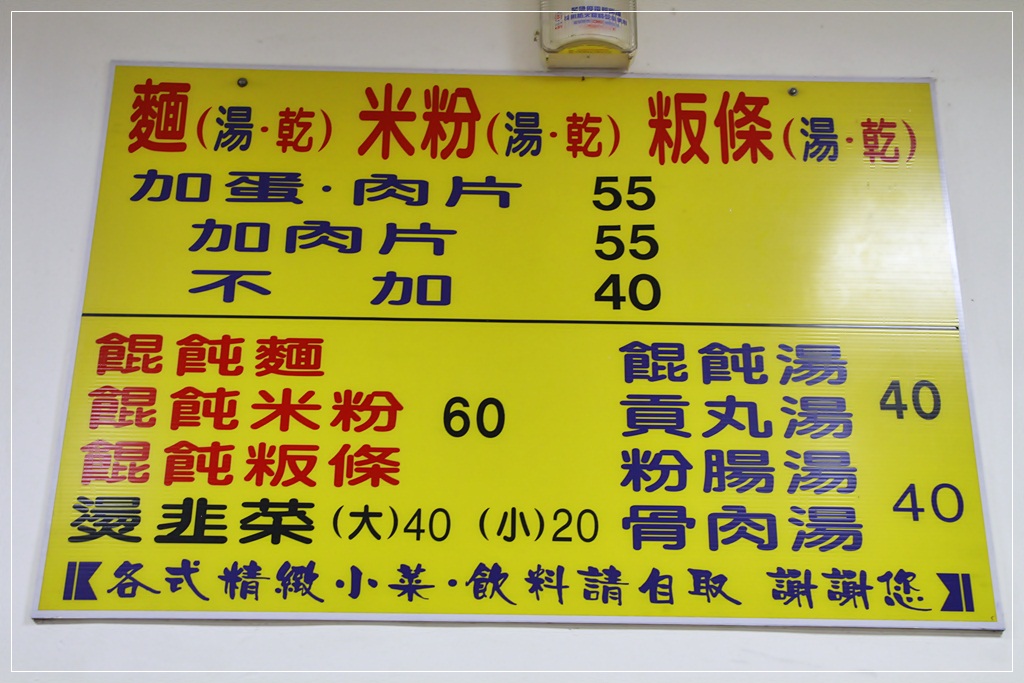 麵(湯·乾) 米粉(湯·乾) 粄條(湯·乾)
加蛋·肉片 55
加肉片 55
不加 40
餛飩麵
餛飩米粉 60
餛飩粄條
燙韭菜(大)40 (小)20
餛飩湯
貢丸湯 40
粉腸湯
骨肉湯 40
各式精緻小菜·飲料請自取 謝謝您